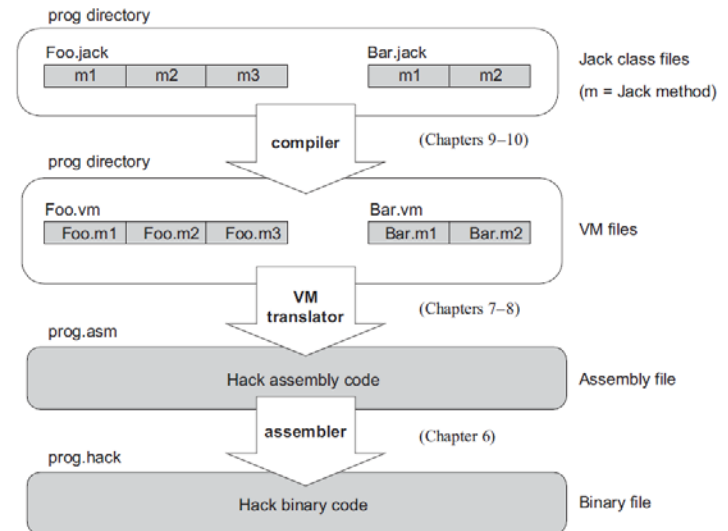 prog directory
Foo.jack
m1 m2 m3
Bar.jack
m1 m2
Jack class files
(m = Jack method)
compiler
(Chapters 9–10)
prog directory
Foo.vm
Foo.m1 Foo.m2 Foo.m3
Bar.vm
Bar.m1 Bar.m2
VM files
VM
translator
(Chapters 7–8)
prog.asm
Hack assembly code
Assembly file
assembler
(Chapter 6)
prog.hack
Hack binary code
Binary file